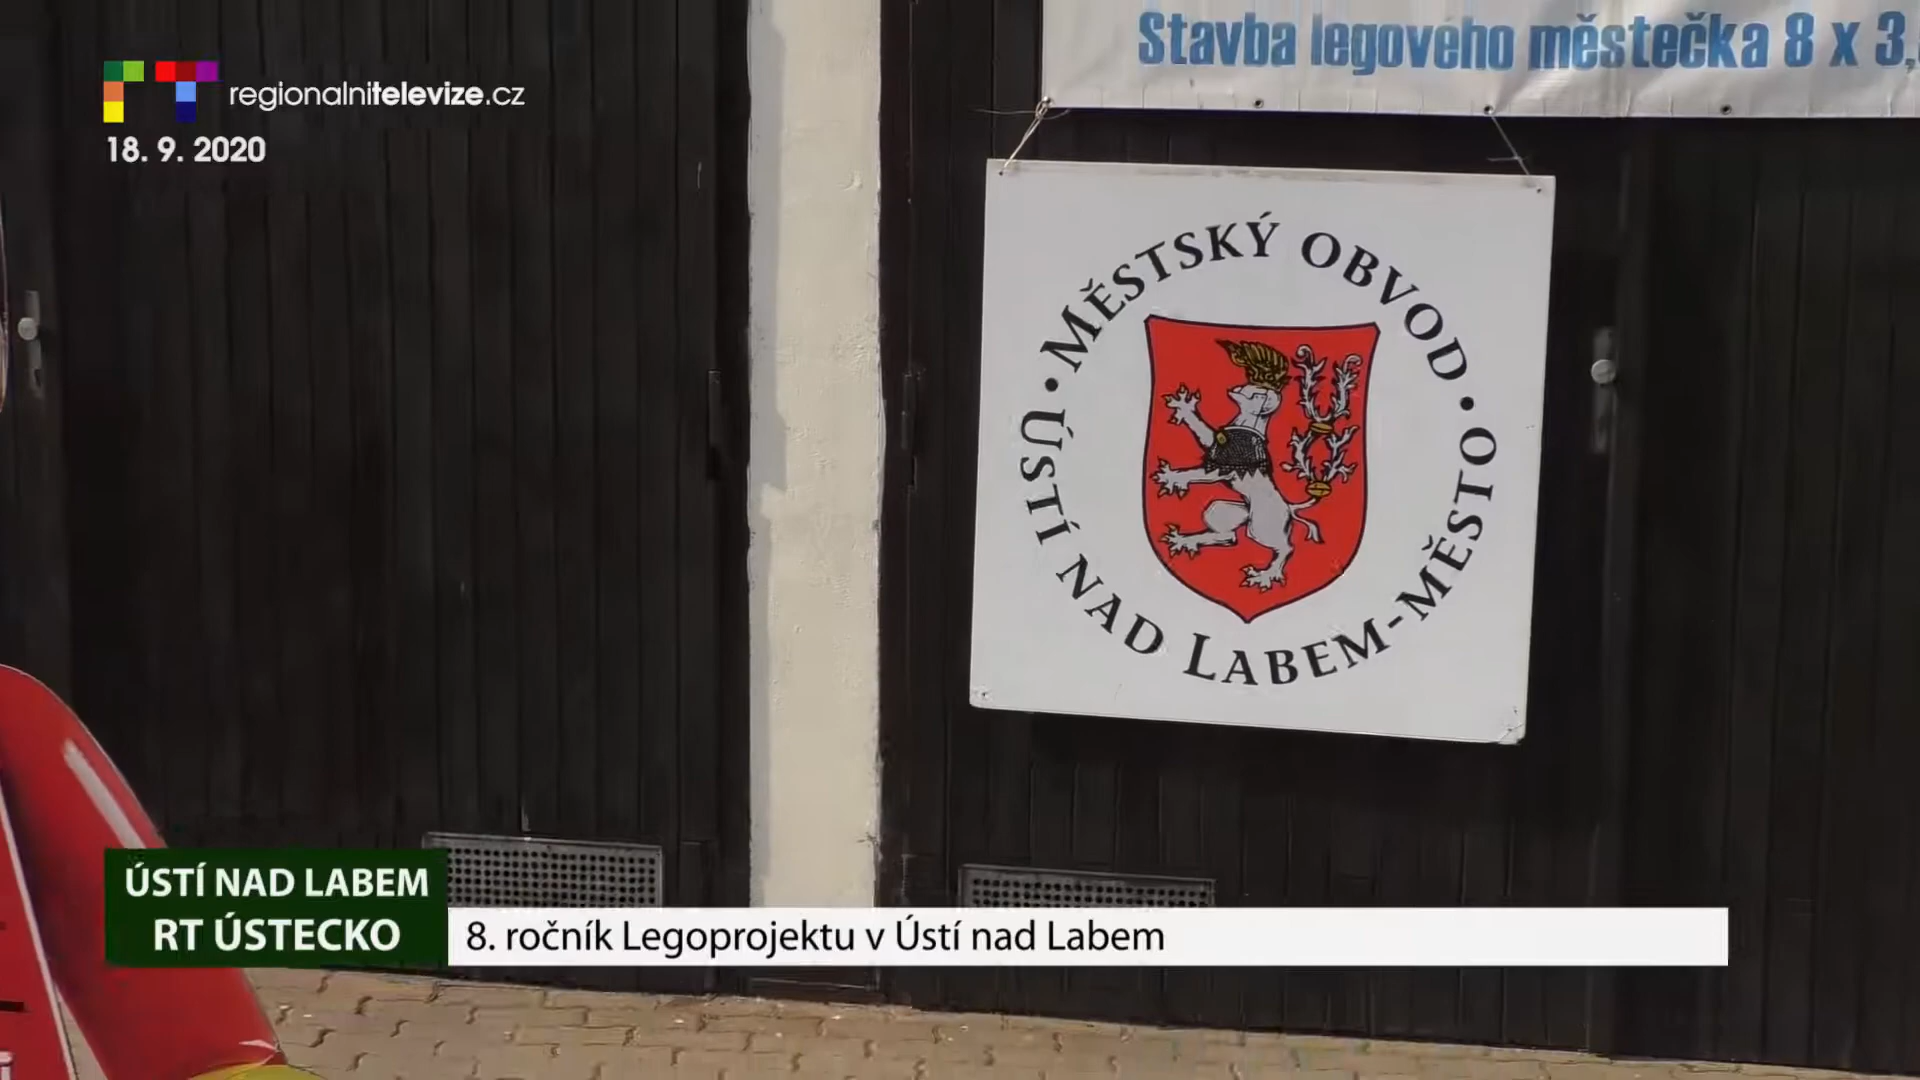 regionalnitelevize.cz
18. 9. 2020
Stavba legového městečka 8 x 3,
• MĚSTSKÝ OBVOD •
ÚSTÍ NAD LABEM-MĚSTO
ÚSTÍ NAD LABEM
RT ÚSTECKO
8. ročník Legoprojektu v Ústí nad Labem